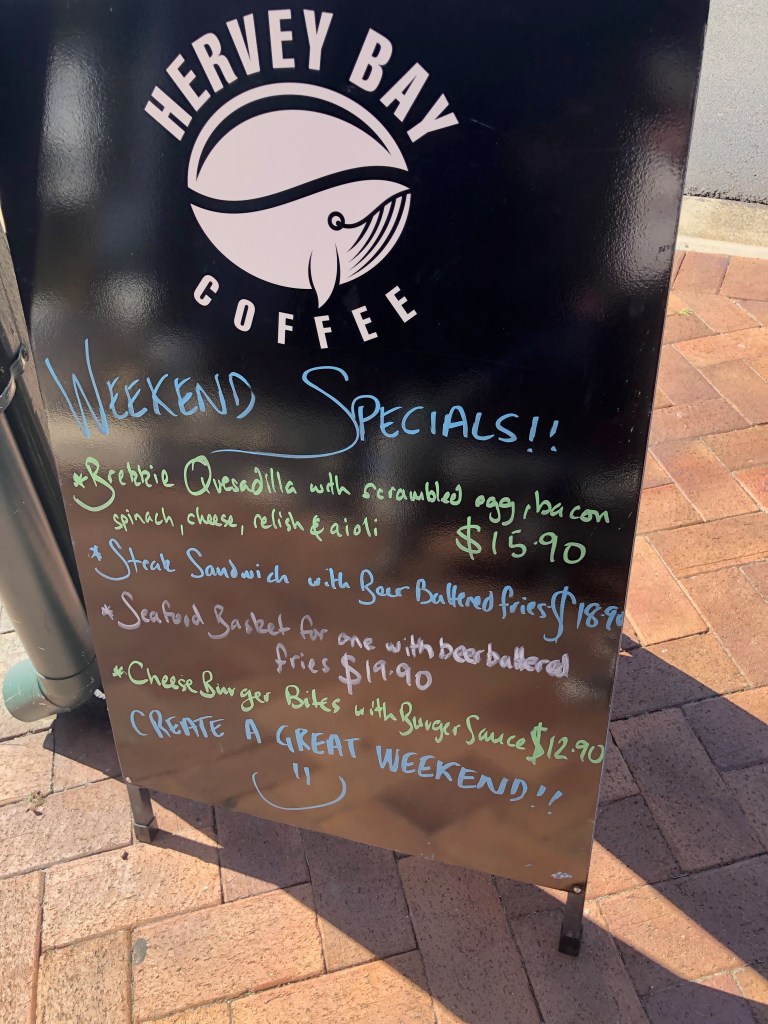 HERVEY BAY
COFFEE
WEEKEND SPECIALS!!
*Brekkie Quesadilla with scrambled egg, bacon
spinach, cheese, relish & aioli $15.90
*Steak Sandwich with Beer Battered fries $18.90
*Seafood Basket for one with beer battered
fries $19.90
*Cheese Burger Bites with Burger Sauce $12.90
CREATE A GREAT WEEKEND!!